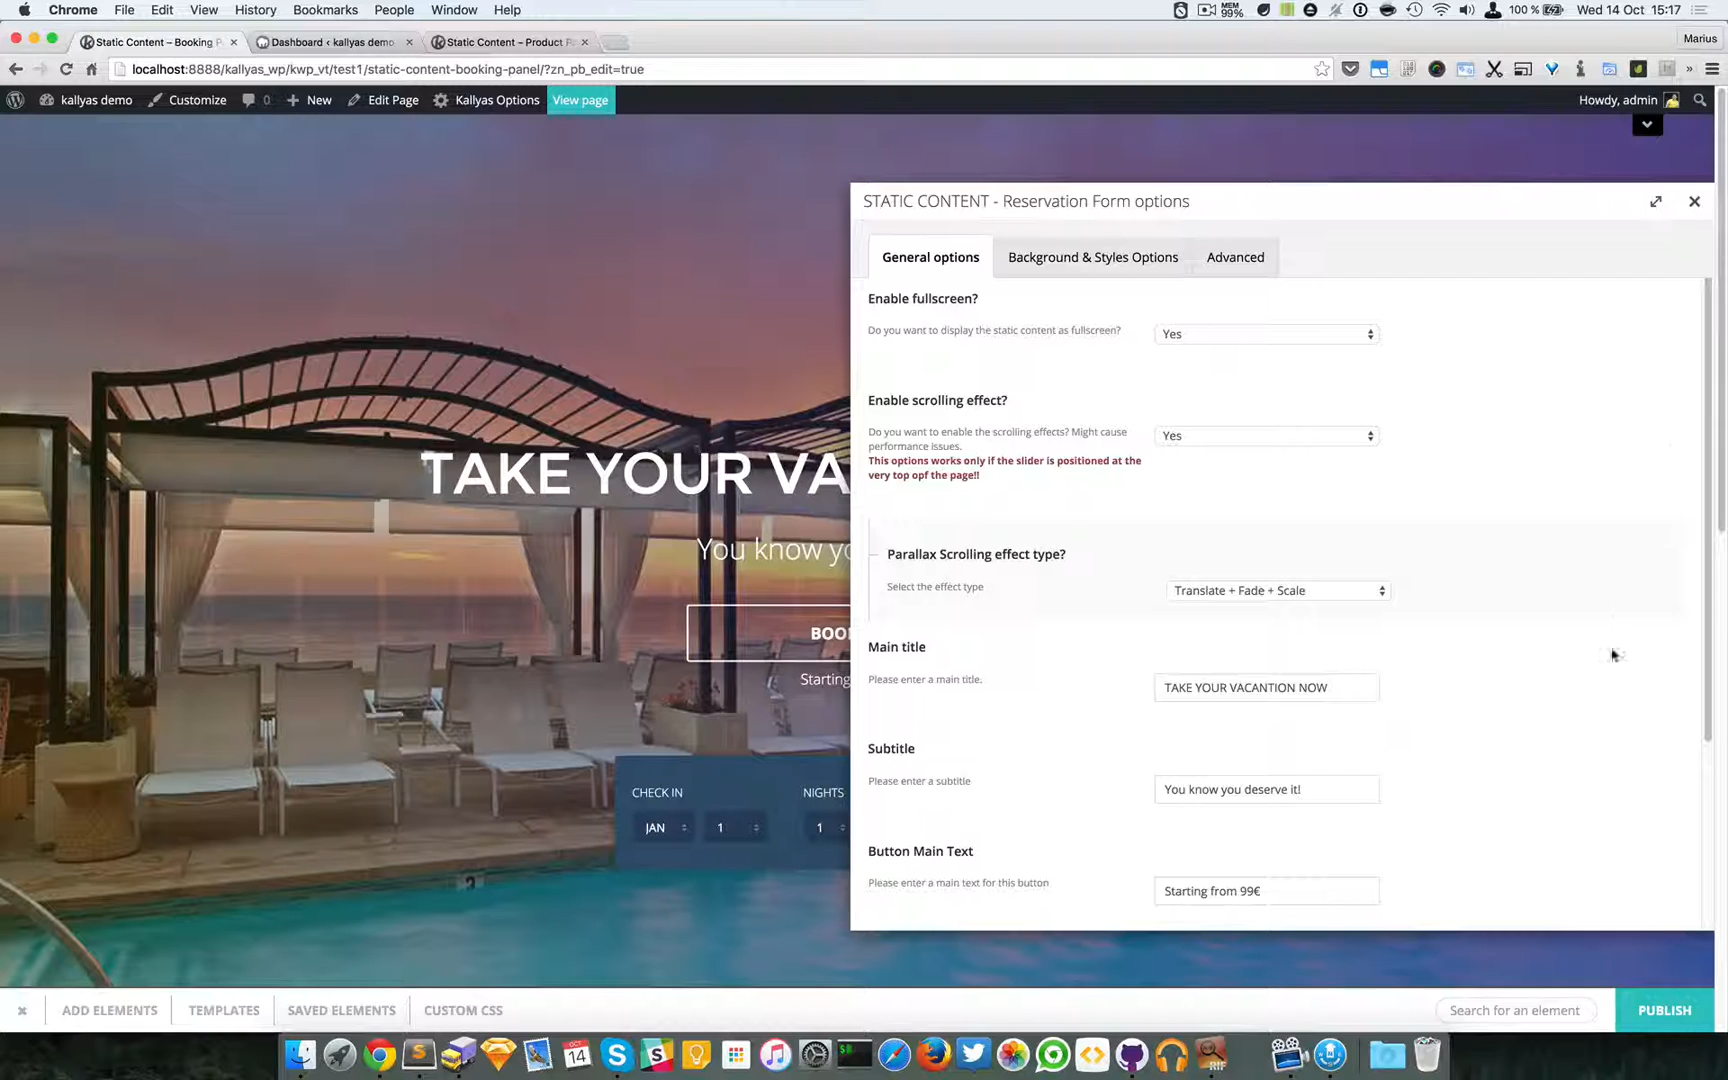 Chrome File Edit View History Bookmarks People Window Help MEM 99% 100 % Wed 14 Oct 15:17
Static Content – Booking P Dashboard ‹ kallyas demo Static Content – Product P Marius
localhost:8888/kallyas_wp/kwp_vt/test1/static-content-booking-panel/?zn_pb_edit=true
kallyas demo Customize 0 New Edit Page Kallyas Options View page Howdy, admin
STATIC CONTENT - Reservation Form options
General options Background & Styles Options Advanced
Enable fullscreen?
Do you want to display the static content as fullscreen? Yes
Enable scrolling effect?
Do you want to enable the scrolling effects? Might cause
performance issues.
Yes
This options works only if the slider is positioned at the
very top opf the page!!
TAKE YOUR VA
Parallax Scrolling effect type?
You know yo
Select the effect type Translate + Fade + Scale
BOO
Main title
Starting
Please enter a main title. TAKE YOUR VACANTION NOW
Subtitle
Please enter a subtitle You know you deserve it!
CHECK IN NIGHTS
JAN 1 1
Button Main Text
Please enter a main text for this button Starting from 99€
3
ADD ELEMENTS TEMPLATES SAVED ELEMENTS CUSTOM CSS Search for an element PUBLISH
OCT
14